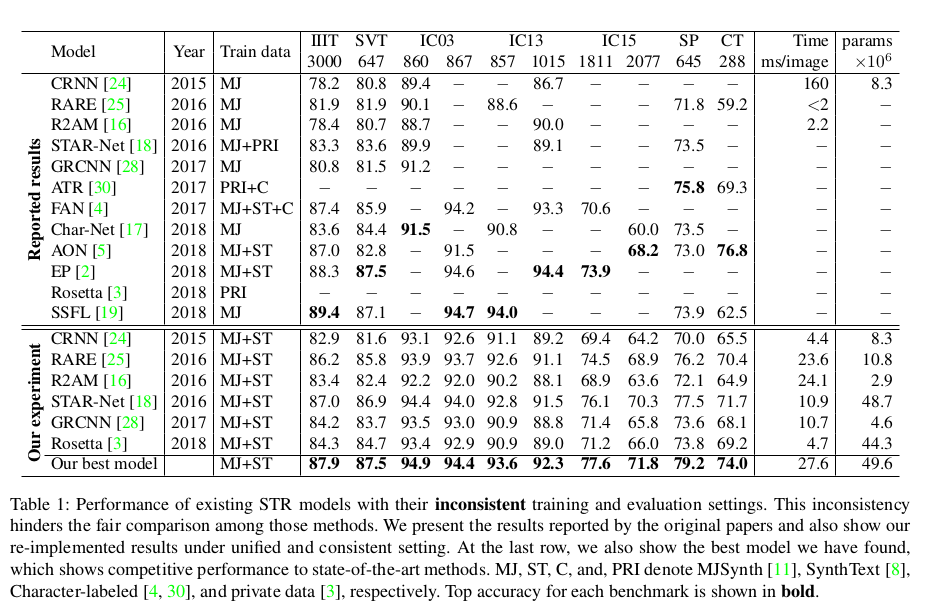 Model Year Train data IIIT SVT IC03 IC13 IC15 SP CT Time params
3000 647 860 867 857 1015 1811 2077 645 288 ms/image ×10⁶
Reported results
CRNN [24] 2015 MJ 78.2 80.8 89.4 – – 86.7 – – – – 160 8.3
RARE [25] 2016 MJ 81.9 81.9 90.1 – 88.6 – – – 71.8 59.2 <2 –
R2AM [16] 2016 MJ 78.4 80.7 88.7 – – 90.0 – – – – 2.2 –
STAR-Net [18] 2016 MJ+PRI 83.3 83.6 89.9 – – 89.1 – – 73.5 – – –
GRCNN [28] 2017 MJ 80.8 81.5 91.2 – – – – – – – – –
ATR [30] 2017 PRI+C – – – – – – – – 75.8 69.3 – –
FAN [4] 2017 MJ+ST+C 87.4 85.9 – 94.2 – 93.3 70.6 – – – – –
Char-Net [17] 2018 MJ 83.6 84.4 91.5 – 90.8 – – 60.0 73.5 – – –
AON [5] 2018 MJ+ST 87.0 82.8 – 91.5 – – – 68.2 73.0 76.8 – –
EP [2] 2018 MJ+ST 88.3 87.5 – 94.6 – 94.4 73.9 – – – – –
Rosetta [3] 2018 PRI – – – – – – – – – – – –
SSFL [19] 2018 MJ 89.4 87.1 – 94.7 94.0 – – – 73.9 62.5 – –
Our experiment
CRNN [24] 2015 MJ+ST 82.9 81.6 93.1 92.6 91.1 89.2 69.4 64.2 70.0 65.5 4.4 8.3
RARE [25] 2016 MJ+ST 86.2 85.8 93.9 93.7 92.6 91.1 74.5 68.9 76.2 70.4 23.6 10.8
R2AM [16] 2016 MJ+ST 83.4 82.4 92.2 92.0 90.2 88.1 68.9 63.6 72.1 64.9 24.1 2.9
STAR-Net [18] 2016 MJ+ST 87.0 86.9 94.4 94.0 92.8 91.5 76.1 70.3 77.5 71.7 10.9 48.7
GRCNN [28] 2017 MJ+ST 84.2 83.7 93.5 93.0 90.9 88.8 71.4 65.8 73.6 68.1 10.7 4.6
Rosetta [3] 2018 MJ+ST 84.3 84.7 93.4 92.9 90.9 89.0 71.2 66.0 73.8 69.2 4.7 44.3
Our best model MJ+ST 87.9 87.5 94.9 94.4 93.6 92.3 77.6 71.8 79.2 74.0 27.6 49.6
Table 1: Performance of existing STR models with their inconsistent training and evaluation settings. This inconsistency
hinders the fair comparison among those methods. We present the results reported by the original papers and also show our
re-implemented results under unified and consistent setting. At the last row, we also show the best model we have found,
which shows competitive performance to state-of-the-art methods. MJ, ST, C, and, PRI denote MJSynth [11], SynthText [8],
Character-labeled [4, 30], and private data [3], respectively. Top accuracy for each benchmark is shown in bold.